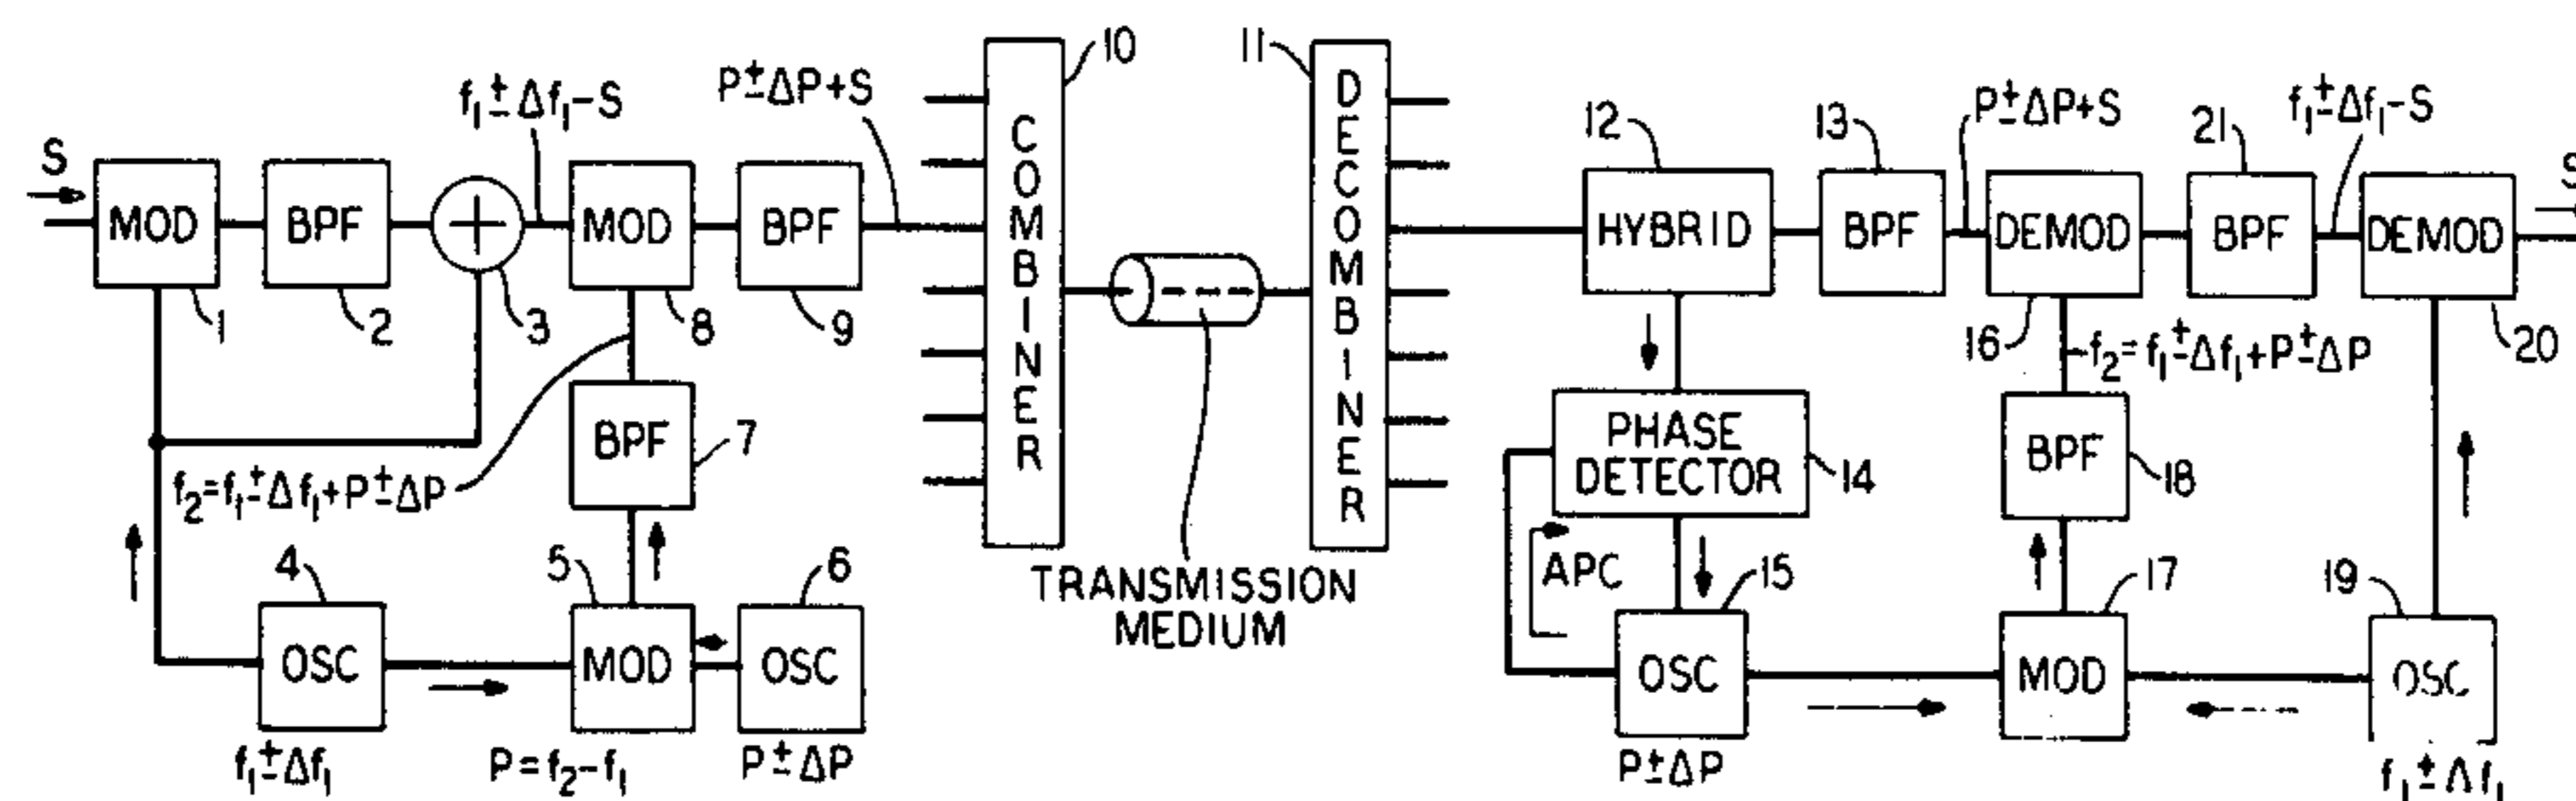 S
MOD
1
BPF
2
+
3
f₁±Δf₁-S
MOD
8
BPF
9
P±ΔP+S
f₂=f₁±Δf₁+P±ΔP
BPF
7
4
OSC
f₁±Δf₁
5
MOD
P=f₂-f₁
6
OSC
P±ΔP
10
COMBINER
TRANSMISSION
MEDIUM
11
DECOMBINER
12
HYBRID
13
BPF
P±ΔP+S
DEMOD
16
21
BPF
f₁±Δf₁-S
DEMOD
20
S
f₂=f₁±Δf₁+P±ΔP
PHASE
DETECTOR
14
BPF
18
APC
15
OSC
P±ΔP
17
MOD
19
OSC
f₁±Δf₁